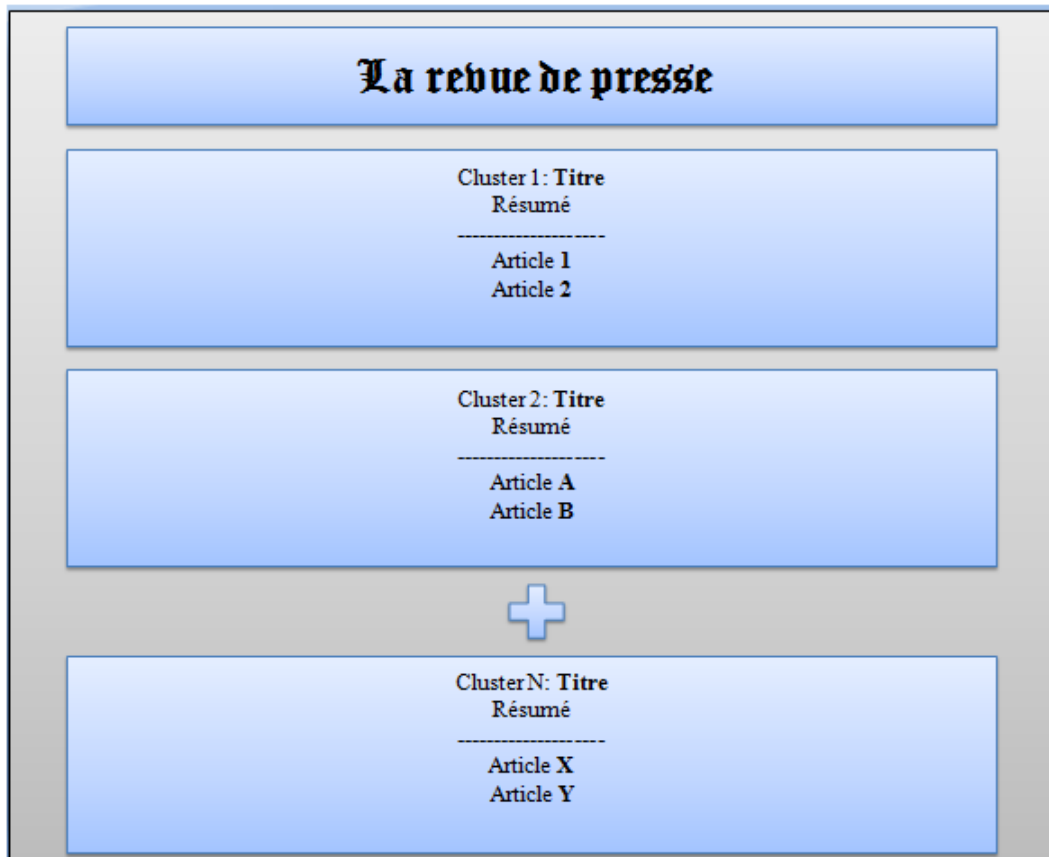 La revue de presse
Cluster 1: Titre
Résumé
--------------------
Article 1
Article 2
Cluster 2: Titre
Résumé
--------------------
Article A
Article B
Cluster N: Titre
Résumé
--------------------
Article X
Article Y